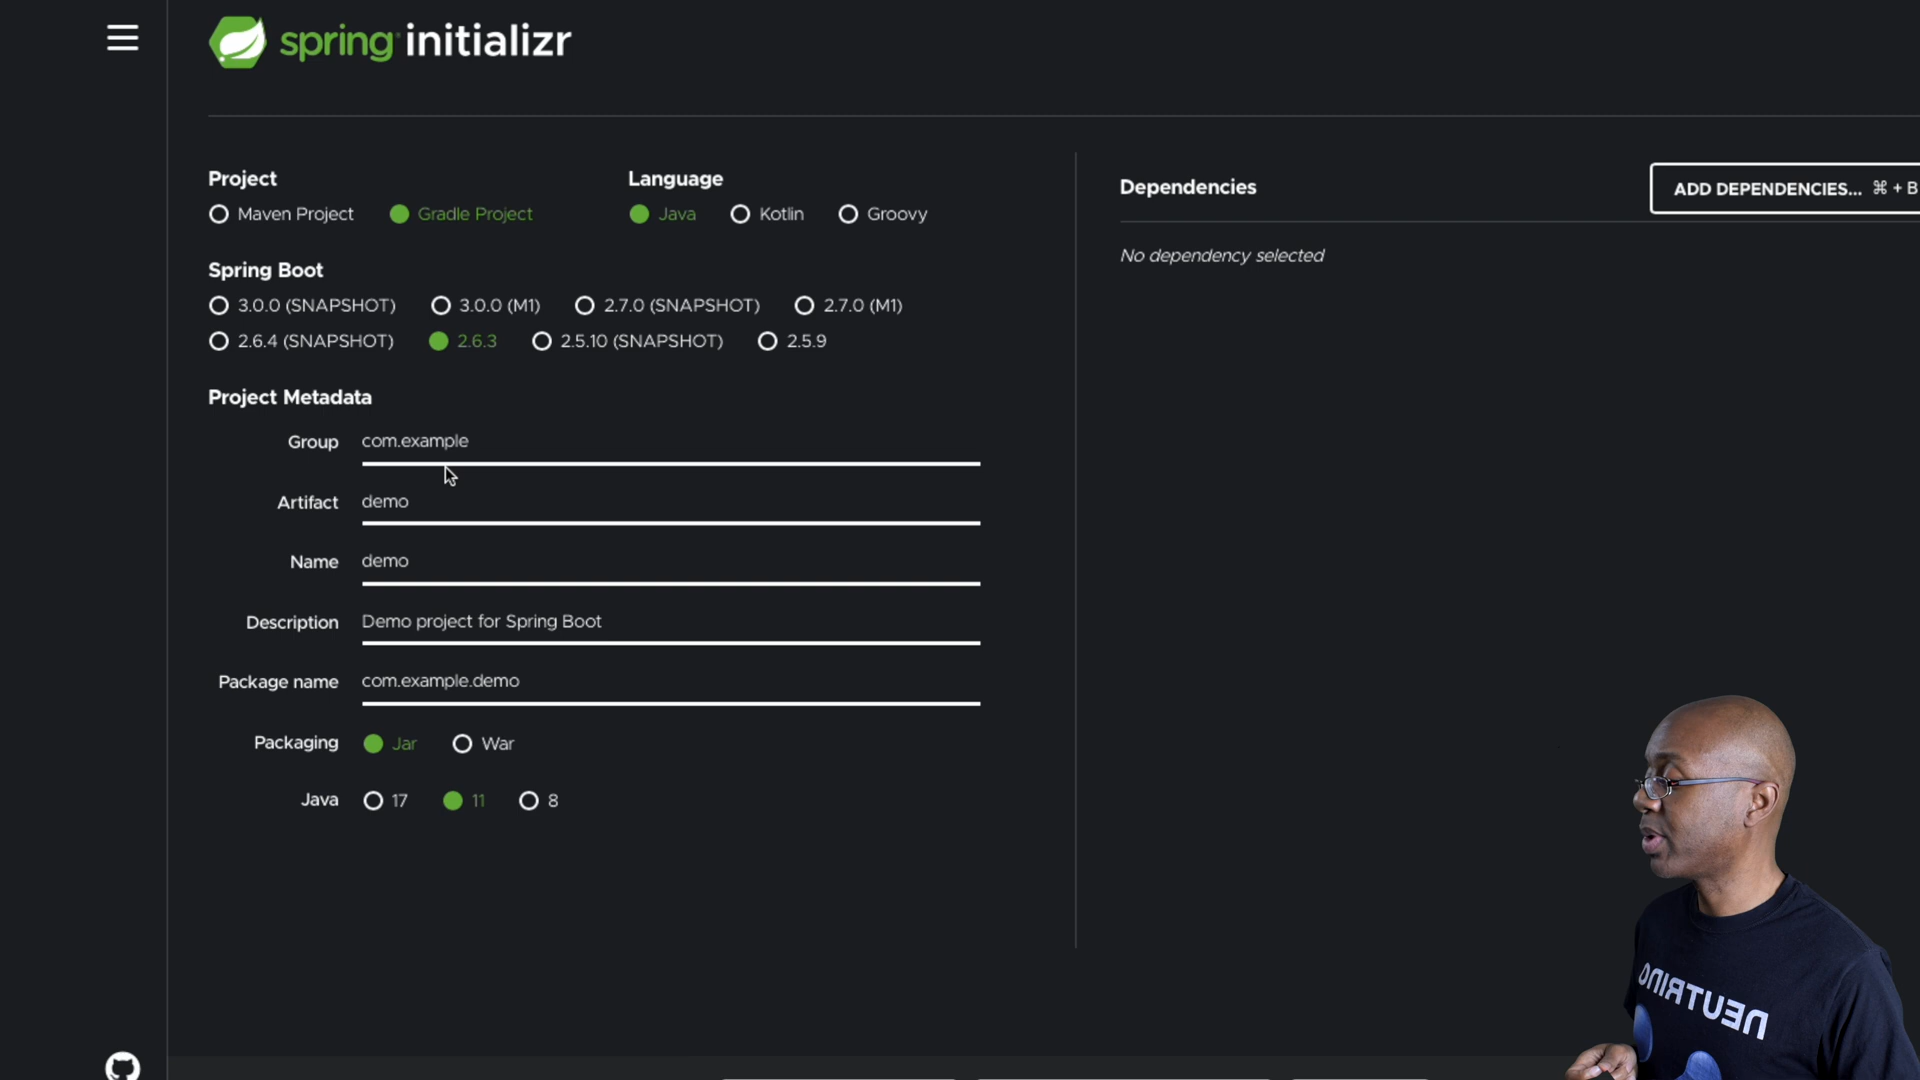 spring initializr
Project
Maven Project Gradle Project
Language
Java Kotlin Groovy
Spring Boot
3.0.0 (SNAPSHOT) 3.0.0 (M1) 2.7.0 (SNAPSHOT) 2.7.0 (M1)
2.6.4 (SNAPSHOT) 2.6.3 2.5.10 (SNAPSHOT) 2.5.9
Project Metadata
Group com.example
Artifact demo
Name demo
Description Demo project for Spring Boot
Package name com.example.demo
Packaging Jar War
Java 17 11 8
Dependencies
ADD DEPENDENCIES... ⌘ + B
No dependency selected
NEUTRINO